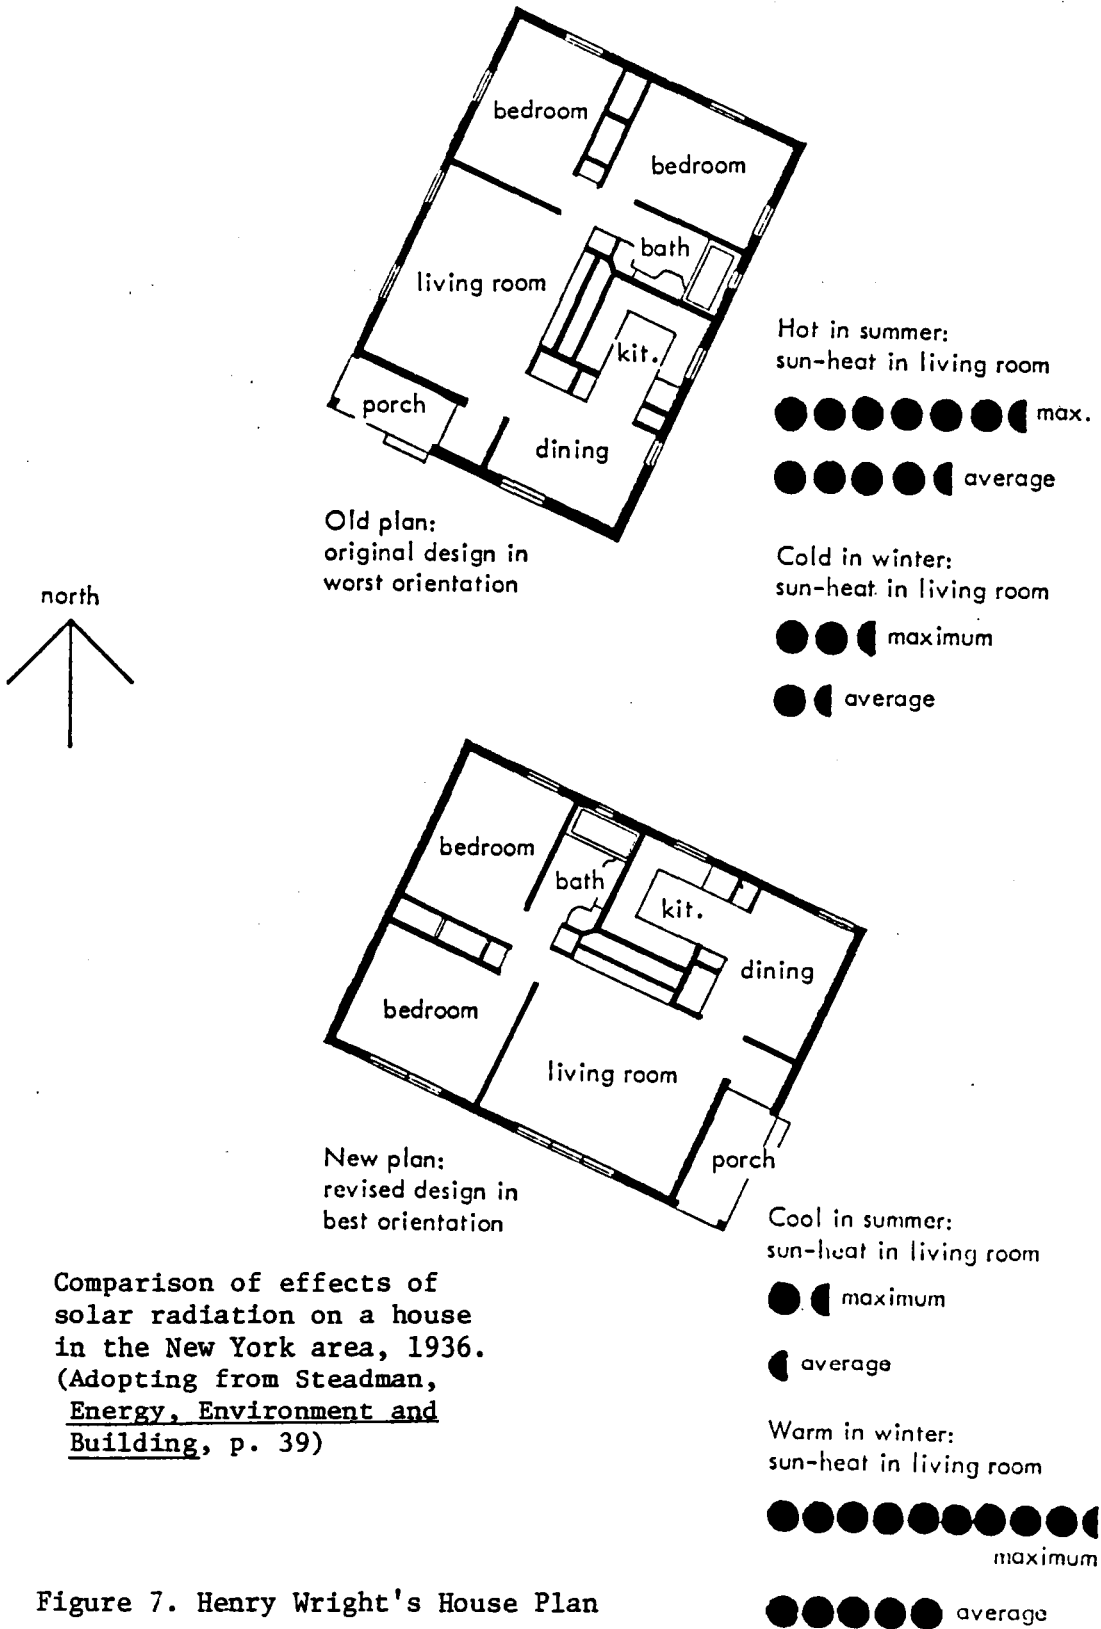 bedroom
bedroom
bath
living room
kit.
porch
dining
Hot in summer:
sun-heat in living room
max.
average
Old plan:
original design in
worst orientation
Cold in winter:
sun-heat in living room
maximum
average
north
bedroom
bath
kit.
dining
bedroom
living room
porch
New plan:
revised design in
best orientation
Cool in summer:
sun-heat in living room
maximum
average
Warm in winter:
sun-heat in living room
maximum
average
Comparison of effects of
solar radiation on a house
in the New York area, 1936.
(Adopting from Steadman,
Energy, Environment and
Building, p. 39)
Figure 7. Henry Wright's House Plan